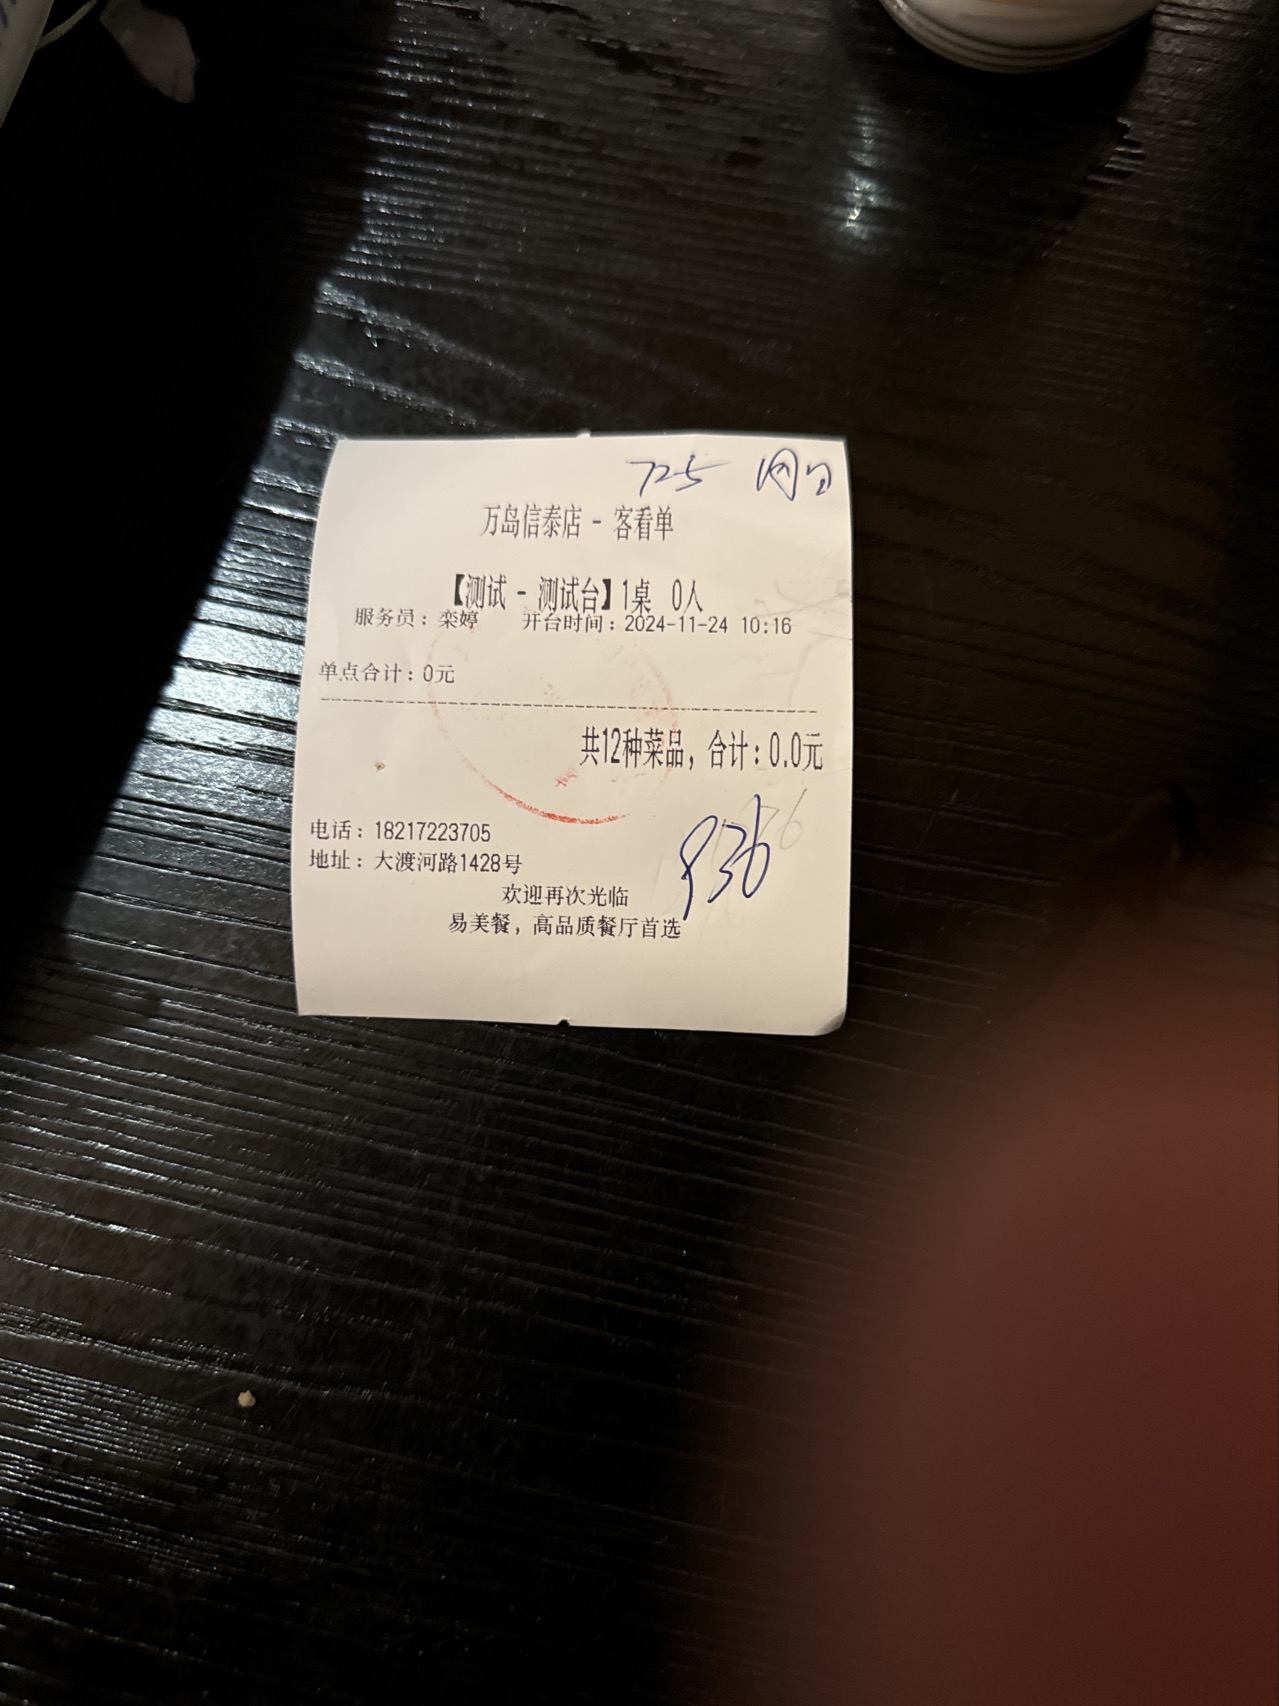 725
万岛信泰店 - 客看单
【测试 - 测试台】1桌 0人
服务员：栾婷 开台时间：2024-11-24 10:16
单点合计：0元
共12种菜品，合计：0.0元
936
电话：18217223705
地址：大渡河路1428号
欢迎再次光临
易美餐，高品质餐厅首选